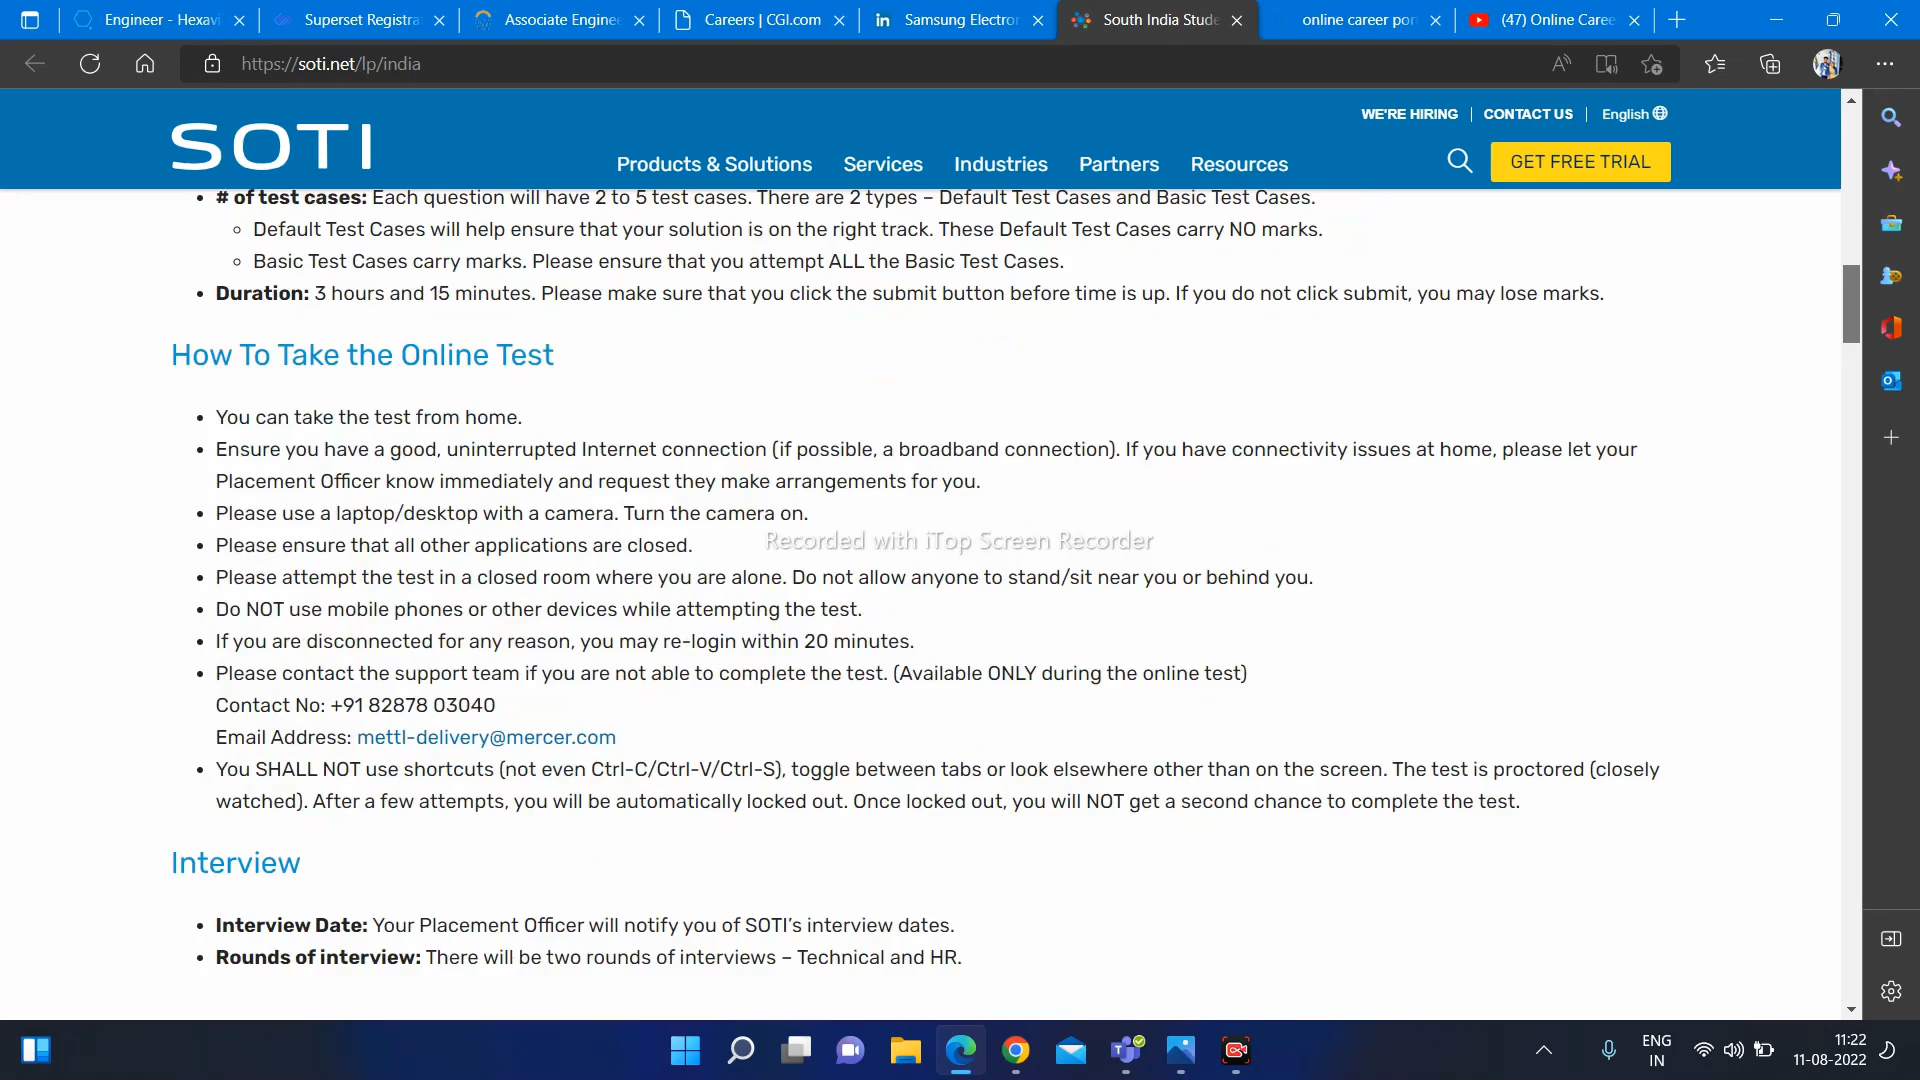 Engineer - Hexavi
Superset Registra
Associate Enginee
Careers | CGI.com
Samsung Electror
South India Stude
online career por
(47) Online Caree
https://soti.net/lp/india
WE'RE HIRING
CONTACT US
English
SOTI
Products & Solutions
Services
Industries
Partners
Resources
GET FREE TRIAL
# of test cases: Each question will have 2 to 5 test cases. There are 2 types – Default Test Cases and Basic Test Cases.
Default Test Cases will help ensure that your solution is on the right track. These Default Test Cases carry NO marks.
Basic Test Cases carry marks. Please ensure that you attempt ALL the Basic Test Cases.
Duration: 3 hours and 15 minutes. Please make sure that you click the submit button before time is up. If you do not click submit, you may lose marks.
How To Take the Online Test
You can take the test from home.
Ensure you have a good, uninterrupted Internet connection (if possible, a broadband connection). If you have connectivity issues at home, please let your
Placement Officer know immediately and request they make arrangements for you.
Please use a laptop/desktop with a camera. Turn the camera on.
Please ensure that all other applications are closed.
Recorded with iTop Screen Recorder
Please attempt the test in a closed room where you are alone. Do not allow anyone to stand/sit near you or behind you.
Do NOT use mobile phones or other devices while attempting the test.
If you are disconnected for any reason, you may re-login within 20 minutes.
Please contact the support team if you are not able to complete the test. (Available ONLY during the online test)
Contact No: +91 82878 03040
Email Address: mettl-delivery@mercer.com
You SHALL NOT use shortcuts (not even Ctrl-C/Ctrl-V/Ctrl-S), toggle between tabs or look elsewhere other than on the screen. The test is proctored (closely
watched). After a few attempts, you will be automatically locked out. Once locked out, you will NOT get a second chance to complete the test.
Interview
Interview Date: Your Placement Officer will notify you of SOTI's interview dates.
Rounds of interview: There will be two rounds of interviews – Technical and HR.
ENG
IN
11:22
11-08-2022